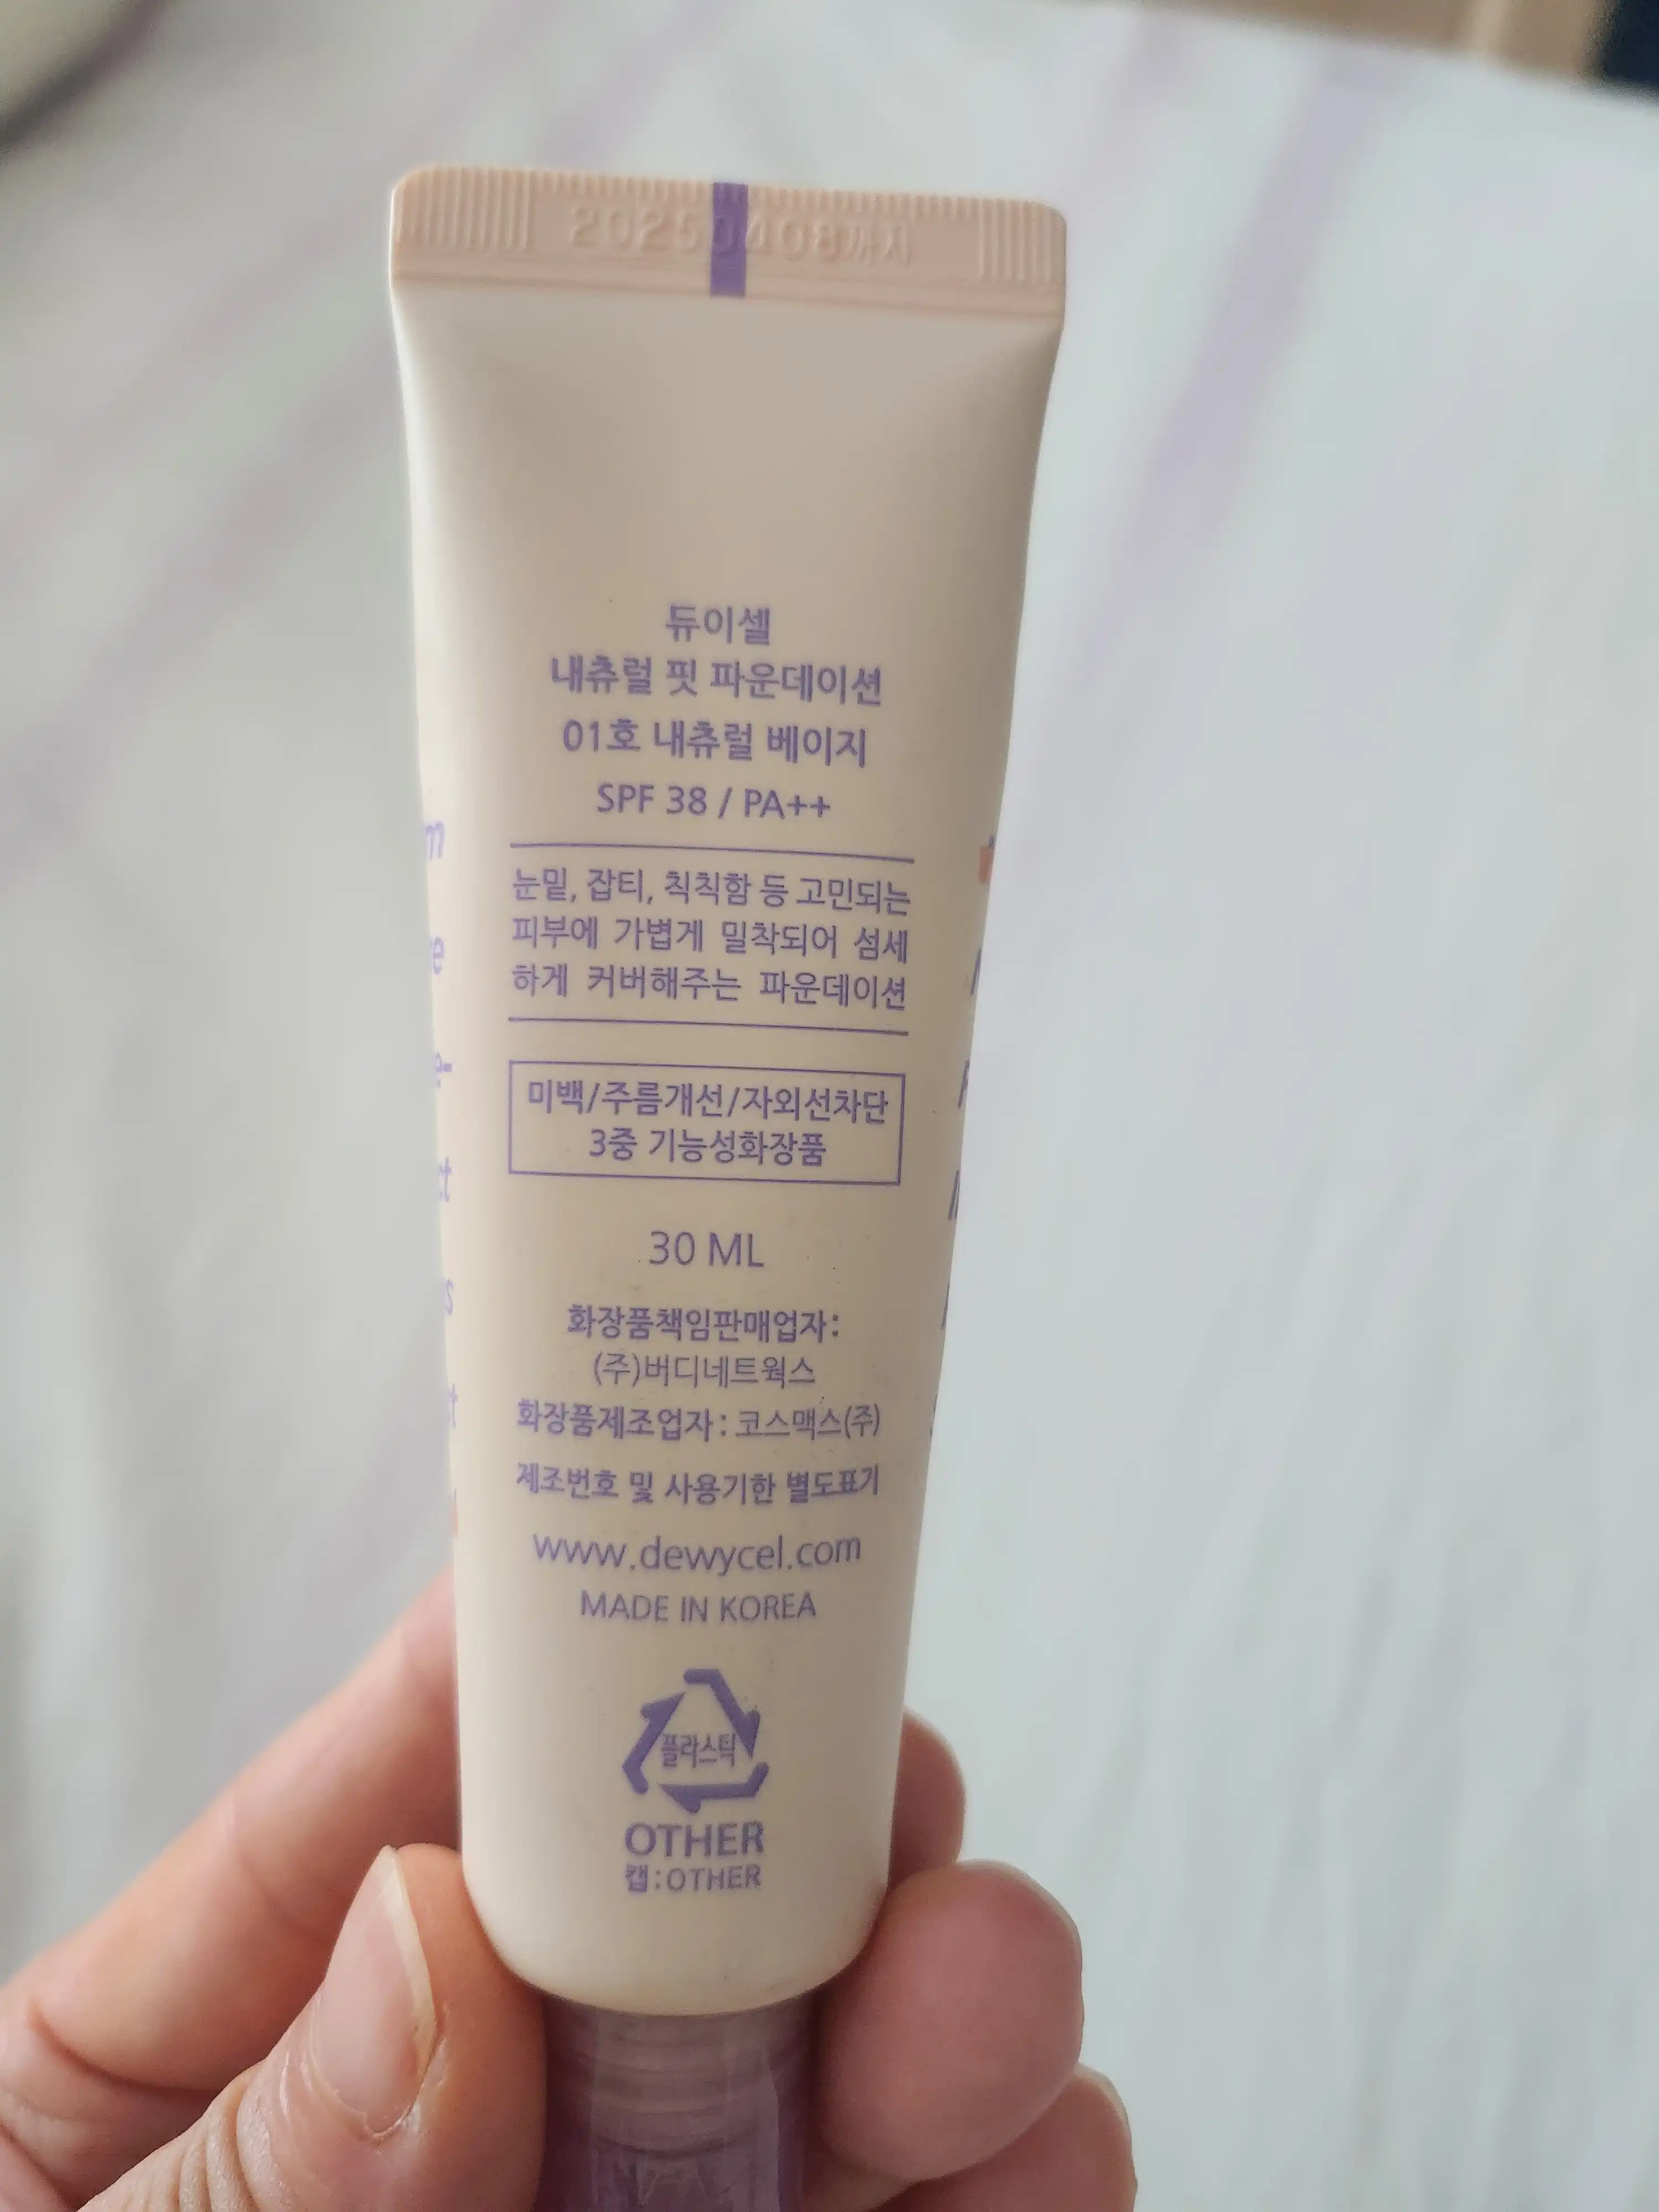 20250408까지
듀이셀
내츄럴 핏 파운데이션
01호 내츄럴 베이지
SPF 38 / PA++
눈밑, 잡티, 칙칙함 등 고민되는
피부에 가볍게 밀착되어 섬세
하게 커버해주는 파운데이션
미백/주름개선/자외선차단
3중 기능성화장품
30 ML
화장품책임판매업자:
(주)버디네트웍스
화장품제조업자: 코스맥스(주)
제조번호 및 사용기한 별도표기
www.dewycel.com
MADE IN KOREA
플라스틱
OTHER
캡:OTHER